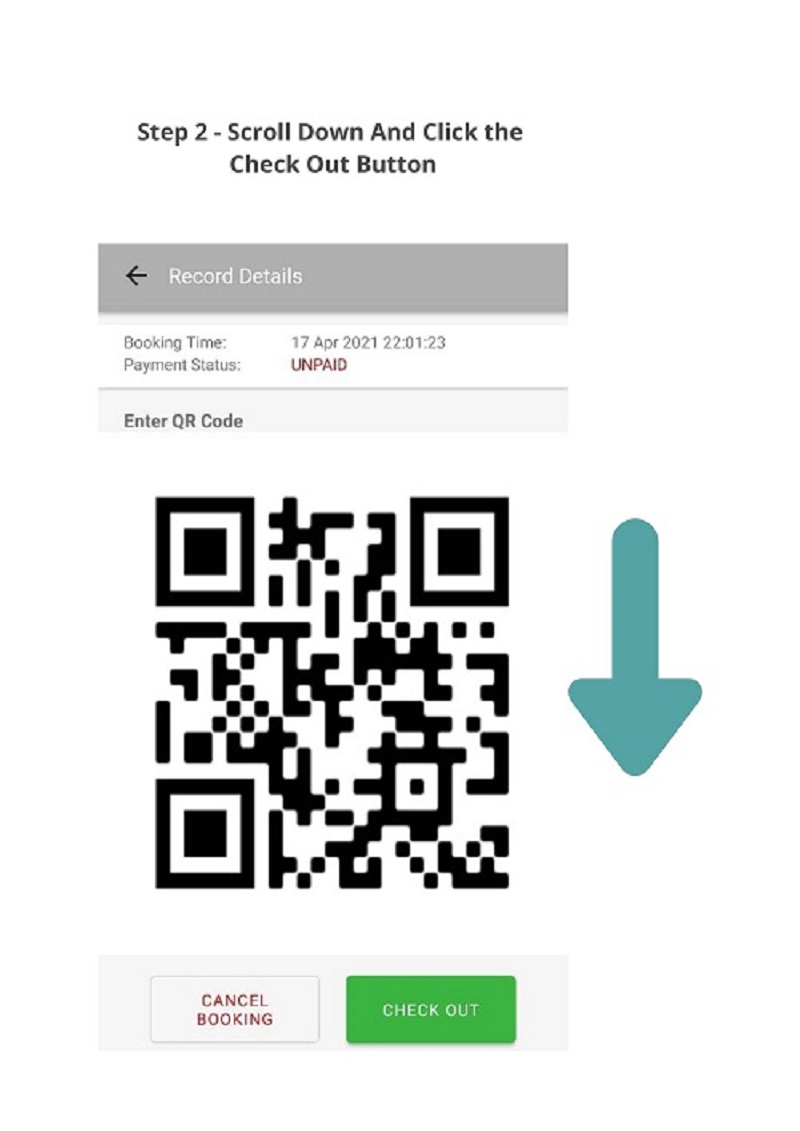 Step 2 - Scroll Down And Click the
Check Out Button
Record Details
Booking Time: 17 Apr 2021 22:01:23
Payment Status: UNPAID
Enter QR Code
CANCEL
BOOKING
CHECK OUT